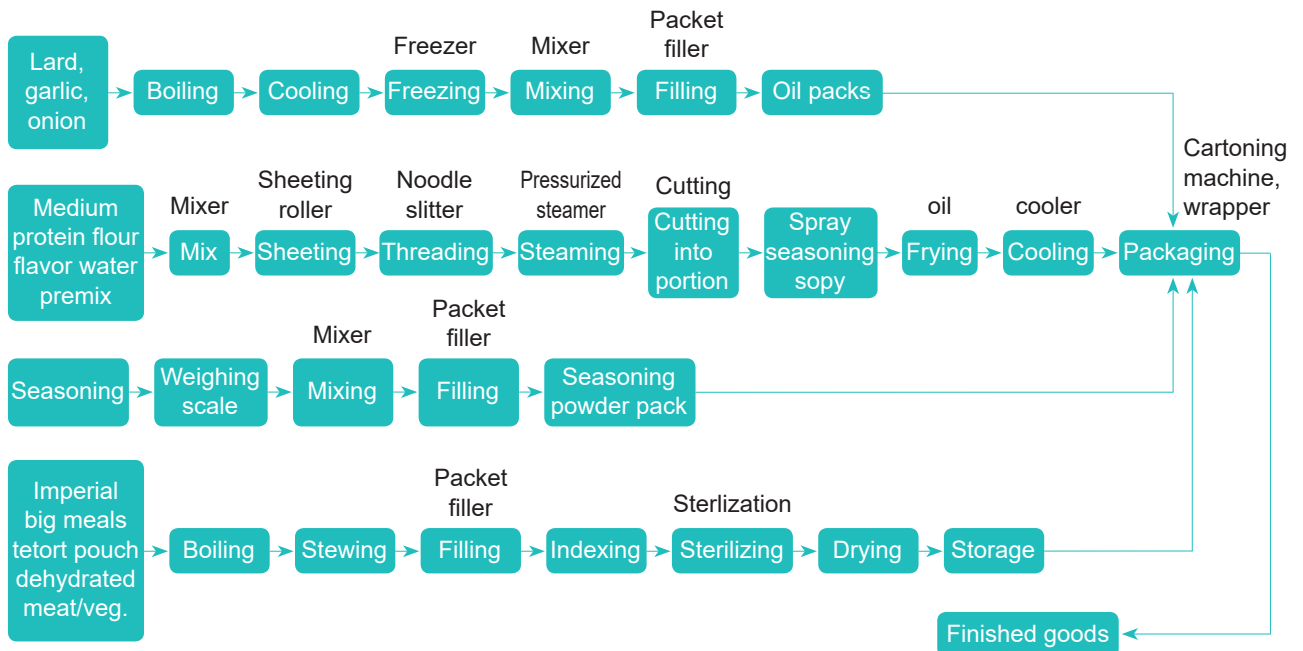 Lard,
garlic,
onion
Boiling
Cooling
Freezer
Freezing
Mixer
Mixing
Packet
filler
Filling
Oil packs
Cartoning
machine,
wrapper
Medium
protein flour
flavor water
premix
Mixer
Mix
Sheeting
roller
Sheeting
Noodle
slitter
Threading
Pressurized
steamer
Steaming
Cutting
Cutting
into
portion
Spray
seasoning
sopy
oil
Frying
cooler
Cooling
Packaging
Seasoning
Weighing
scale
Mixer
Mixing
Packet
filler
Filling
Seasoning
powder pack
Imperial
big meals
tetort pouch
dehydrated
meat/veg.
Boiling
Stewing
Packet
filler
Filling
Indexing
Sterlization
Sterilizing
Drying
Storage
Finished goods